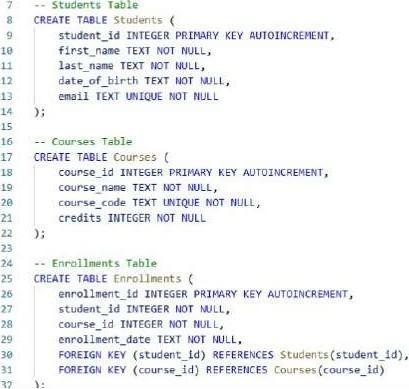 7 -- Students Table
8 CREATE TABLE Students (
9 student_id INTEGER PRIMARY KEY AUTOINCREMENT,
10 first_name TEXT NOT NULL,
11 last_name TEXT NOT NULL,
12 date_of_birth TEXT NOT NULL,
13 email TEXT UNIQUE NOT NULL
14 );
15
16 -- Courses Table
17 CREATE TABLE Courses (
18 course_id INTEGER PRIMARY KEY AUTOINCREMENT,
19 course_name TEXT NOT NULL,
20 course_code TEXT UNIQUE NOT NULL,
21 credits INTEGER NOT NULL
22 );
23
24 -- Enrollments Table
25 CREATE TABLE Enrollments (
26 enrollment_id INTEGER PRIMARY KEY AUTOINCREMENT,
27 student_id INTEGER NOT NULL,
28 course_id INTEGER NOT NULL,
29 enrollment_date TEXT NOT NULL,
30 FOREIGN KEY (student_id) REFERENCES Students(student_id),
31 FOREIGN KEY (course_id) REFERENCES Courses(course_id)
32 );